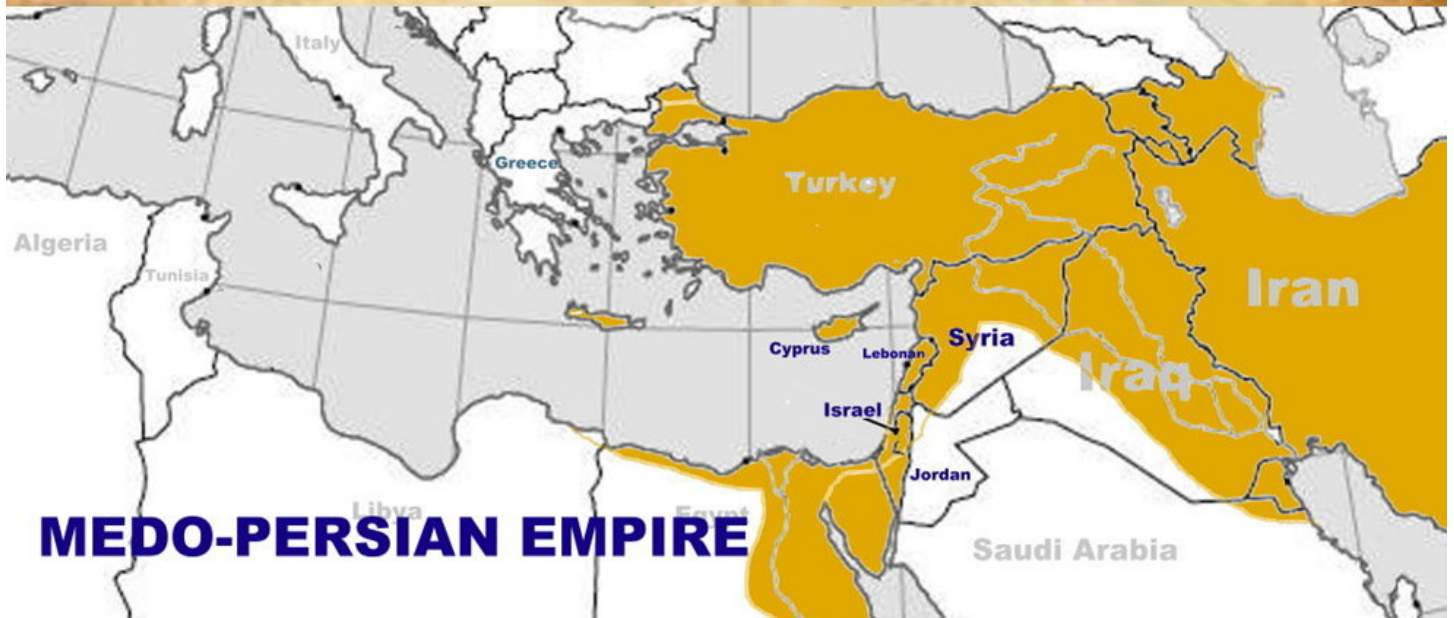 Italy
Greece
Turkey
Algeria
Tunisia
Iran
Cyprus
Lebonan
Syria
Iraq
Israel
Jordan
Libya
Egypt
MEDO-PERSIAN EMPIRE
Saudi Arabia